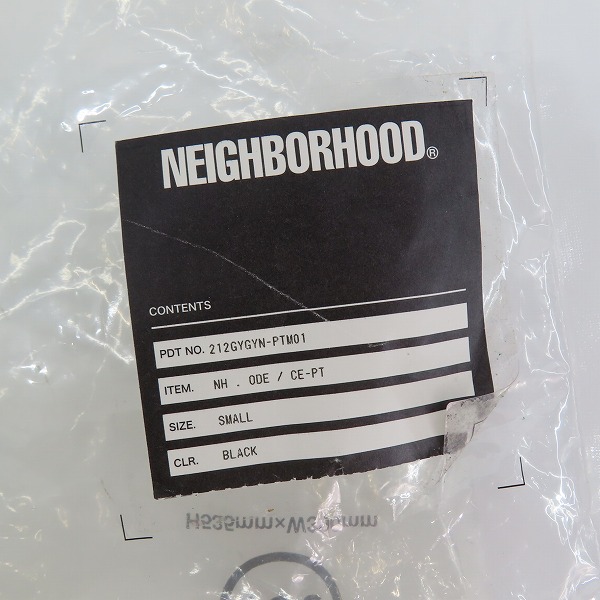 NEIGHBORHOOD®
CONTENTS
PDT NO. 212GYGYN-PTM01
ITEM. NH . ODE / CE-PT
SIZE. SMALL
CLR. BLACK